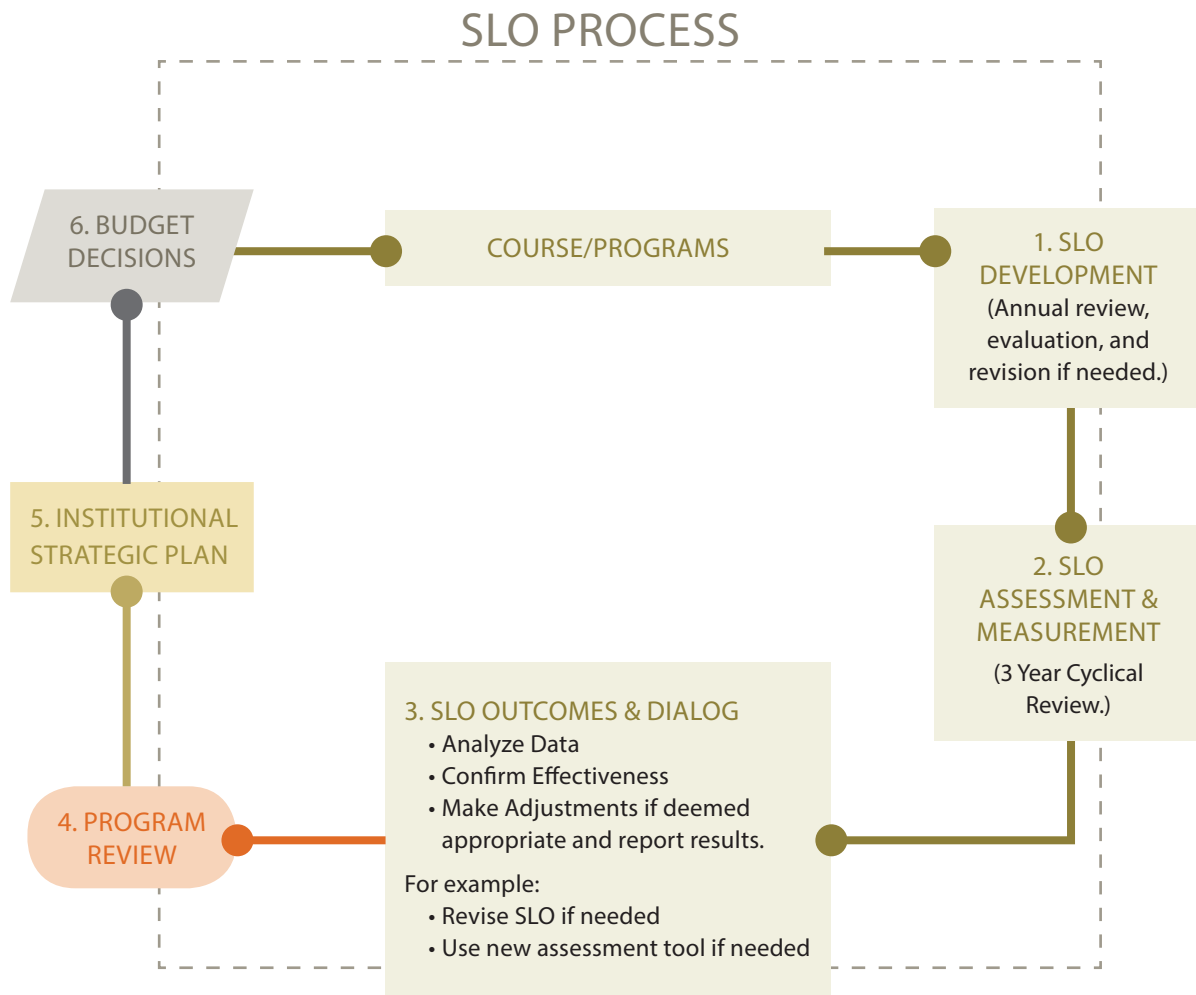 SLO PROCESS
6. BUDGET
DECISIONS
COURSE/PROGRAMS
1. SLO
DEVELOPMENT
(Annual review,
evaluation, and
revision if needed.)
2. SLO
ASSESSMENT &
MEASUREMENT
(3 Year Cyclical
Review.)
3. SLO OUTCOMES & DIALOG
• Analyze Data
• Confirm Effectiveness
• Make Adjustments if deemed
appropriate and report results.
For example:
• Revise SLO if needed
• Use new assessment tool if needed
4. PROGRAM
REVIEW
5. INSTITUTIONAL
STRATEGIC PLAN